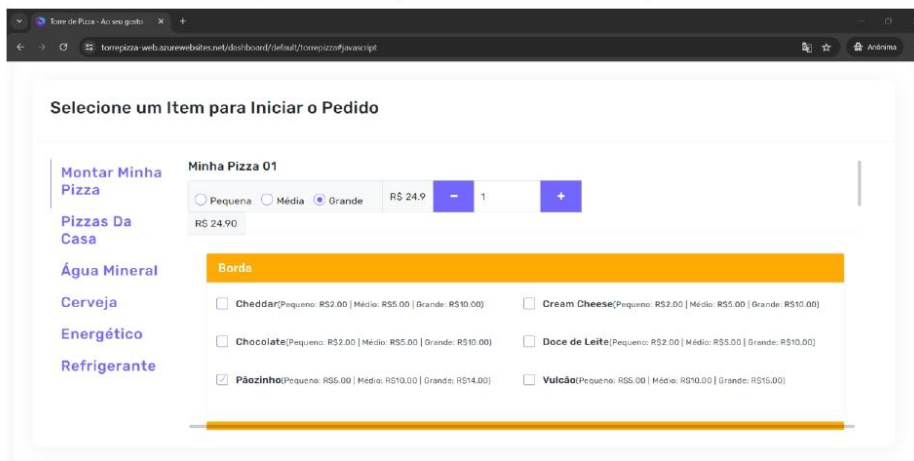 Torre de Pizza - Ao seu gosto
torrepizza-web.azurewebsites.net/dashboard/default/torrepizza#javascript
Anônima
Selecione um Item para Iniciar o Pedido
Montar Minha Pizza
Pizzas Da Casa
Água Mineral
Cerveja
Energético
Refrigerante
Minha Pizza 01
Pequena Média Grande R$ 24.9 - 1 +
R$ 24.90
Borda
Cheddar(Pequeno: R$2.00 | Médio: R$5.00 | Grande: R$10.00)
Cream Cheese(Pequeno: R$2.00 | Médio: R$5.00 | Grande: R$10.00)
Chocolate(Pequeno: R$2.00 | Médio: R$5.00 | Grande: R$10.00)
Doce de Leite(Pequeno: R$2.00 | Médio: R$5.00 | Grande: R$10.00)
Pãozinho(Pequeno: R$5.00 | Médio: R$10.00 | Grande: R$14.00)
Vulcão(Pequeno: R$5.00 | Médio: R$10.00 | Grande: R$15.00)